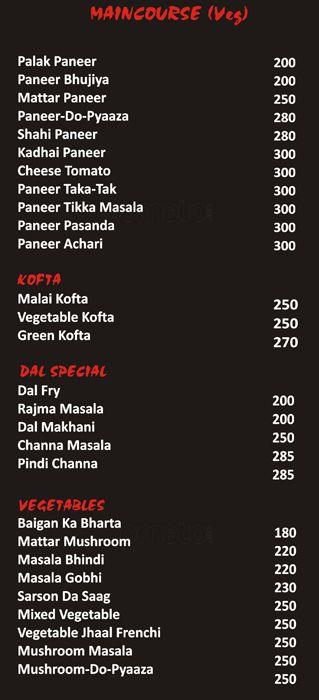 MAINCOURSE (Veg)
Palak Paneer 200
Paneer Bhujiya 200
Mattar Paneer 250
Paneer-Do-Pyaaza 280
Shahi Paneer 280
Kadhai Paneer 300
Cheese Tomato 300
Paneer Taka-Tak 300
Paneer Tikka Masala 300
Paneer Pasanda 300
Paneer Achari 300
KOFTA
Malai Kofta 250
Vegetable Kofta 250
Green Kofta 270
DAL SPECIAL
Dal Fry 200
Rajma Masala 200
Dal Makhani 250
Channa Masala 285
Pindi Channa 285
VEGETABLES
Baigan Ka Bharta 180
Mattar Mushroom 220
Masala Bhindi 220
Masala Gobhi 230
Sarson Da Saag 250
Mixed Vegetable 250
Vegetable Jhaal Frenchi 250
Mushroom Masala 250
Mushroom-Do-Pyaaza 250